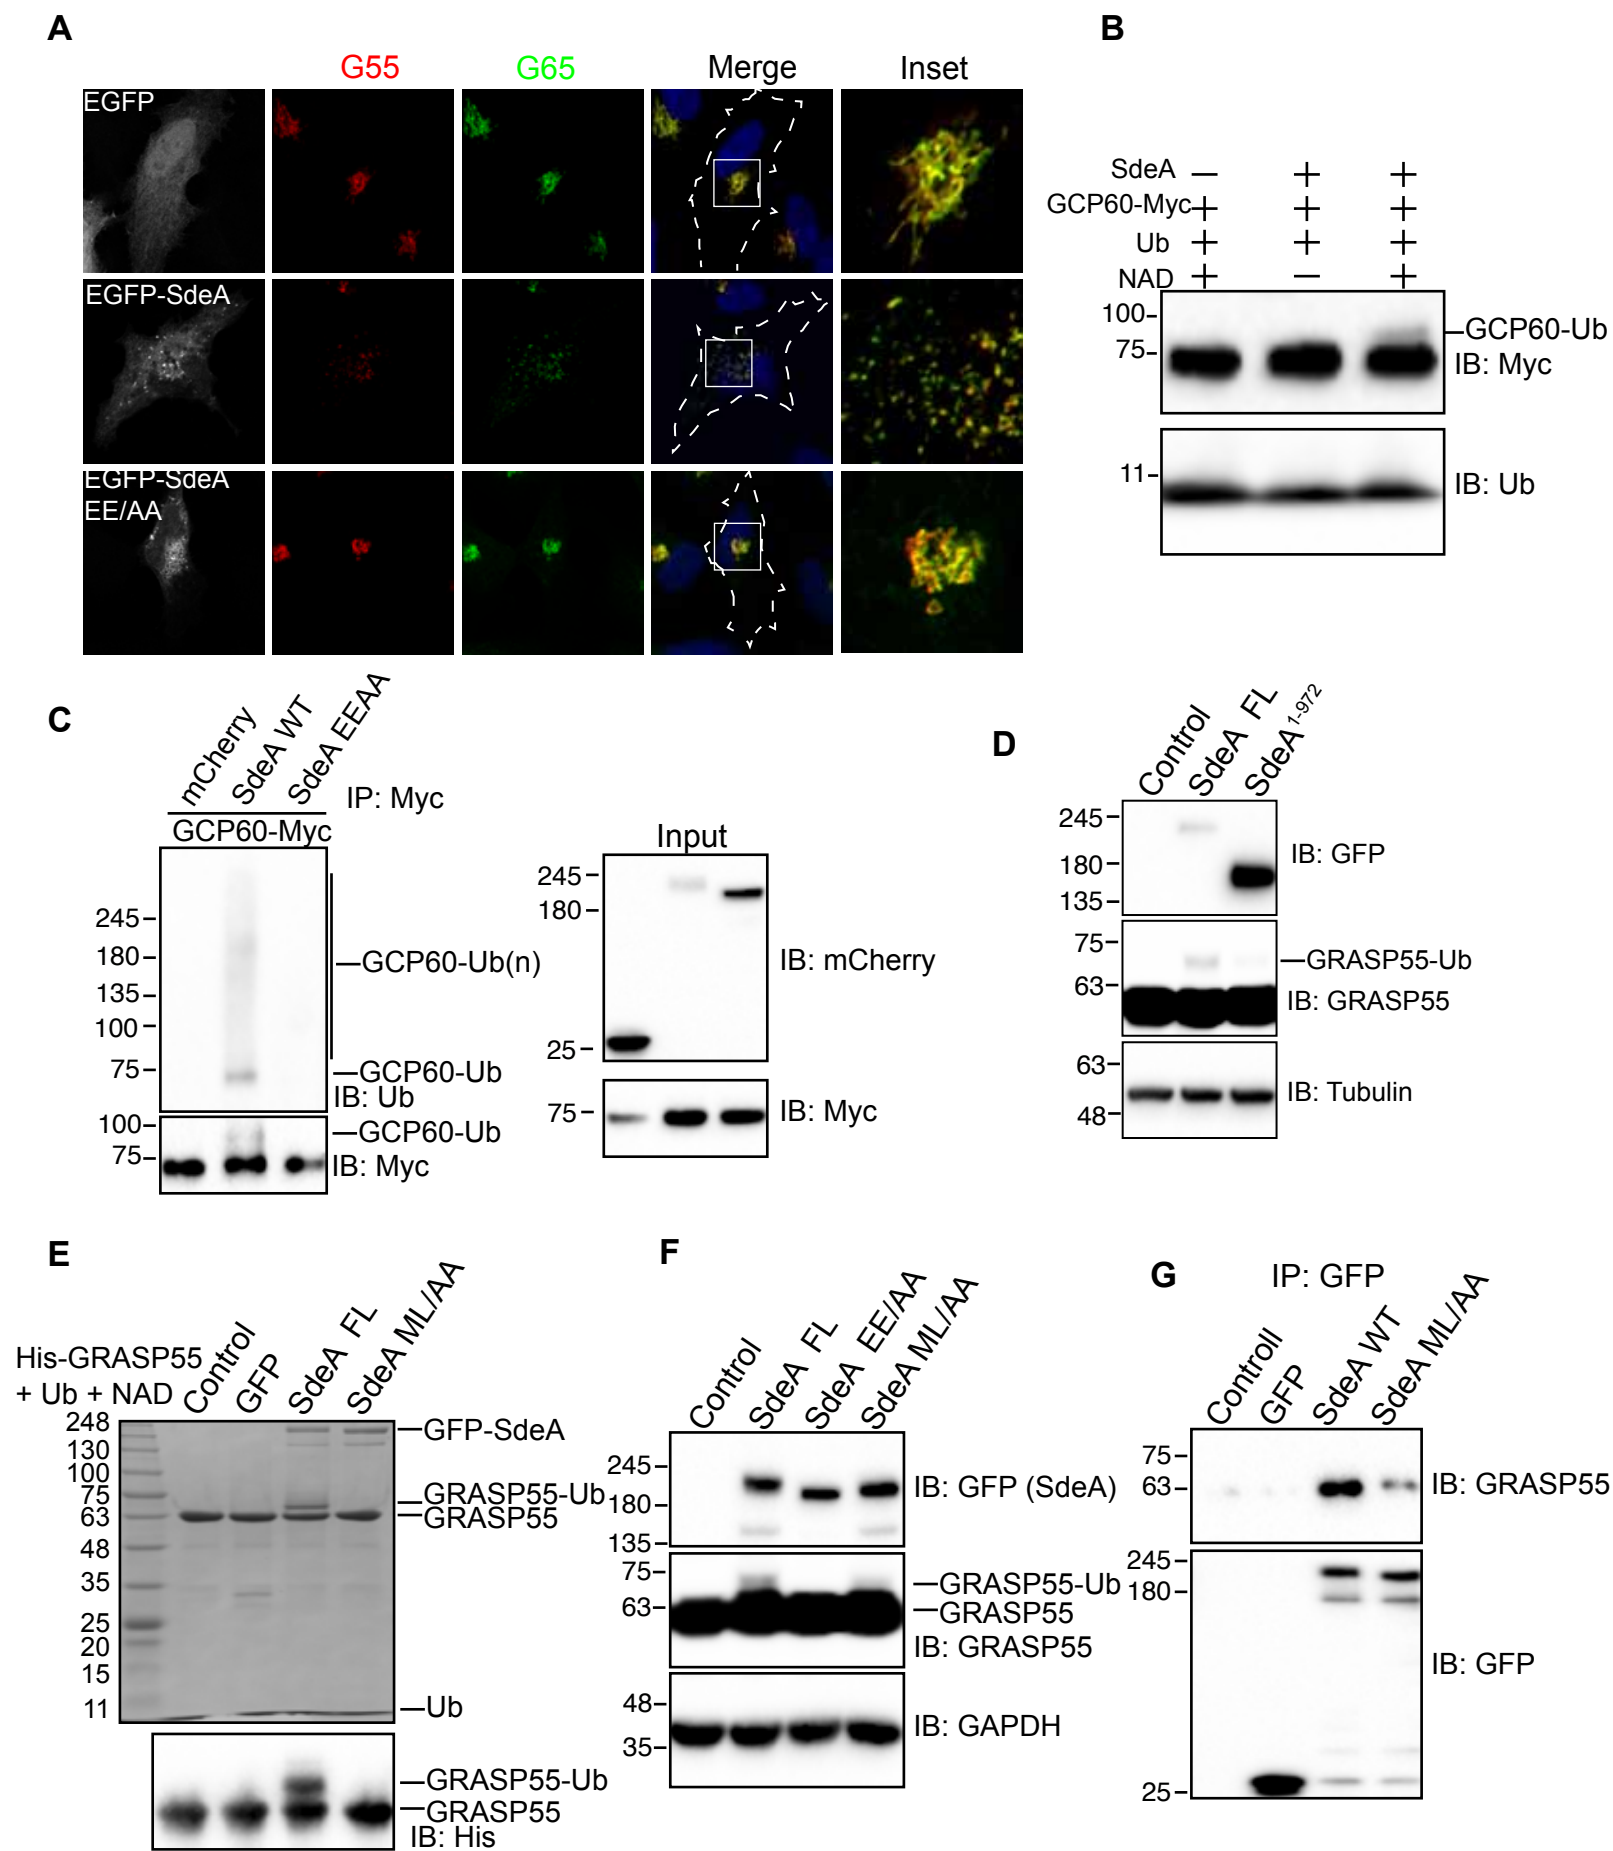 A
G55 G65 Merge Inset
EGFP
EGFP-SdeA
EGFP-SdeA
EE/AA
B
SdeA — + +
GCP60-Myc + + +
Ub + + +
NAD + — +
100
75
GCP60-Ub
IB: Myc
11
IB: Ub
C
mCherry SdeA WT SdeA EEAA
IP: Myc
GCP60-Myc
245
180
135
100
75
GCP60-Ub(n)
GCP60-Ub
IB: Ub
100
75
GCP60-Ub
IB: Myc
Input
245
180
25
IB: mCherry
75
IB: Myc
D
Control SdeA FL SdeA 1-972
245
180
135
IB: GFP
75
63
GRASP55-Ub
IB: GRASP55
63
48
IB: Tubulin
E
His-GRASP55
+ Ub + NAD
Control GFP SdeA FL SdeA ML/AA
248
130
100
75
63
48
35
25
20
15
11
GFP-SdeA
GRASP55-Ub
GRASP55
Ub
GRASP55-Ub
GRASP55
IB: His
F
Control SdeA FL SdeA EE/AA SdeA ML/AA
245
180
135
IB: GFP (SdeA)
75
63
GRASP55-Ub
GRASP55
IB: GRASP55
48
35
IB: GAPDH
G
IP: GFP
Controll GFP SdeA WT SdeA ML/AA
75
63
IB: GRASP55
245
180
25
IB: GFP